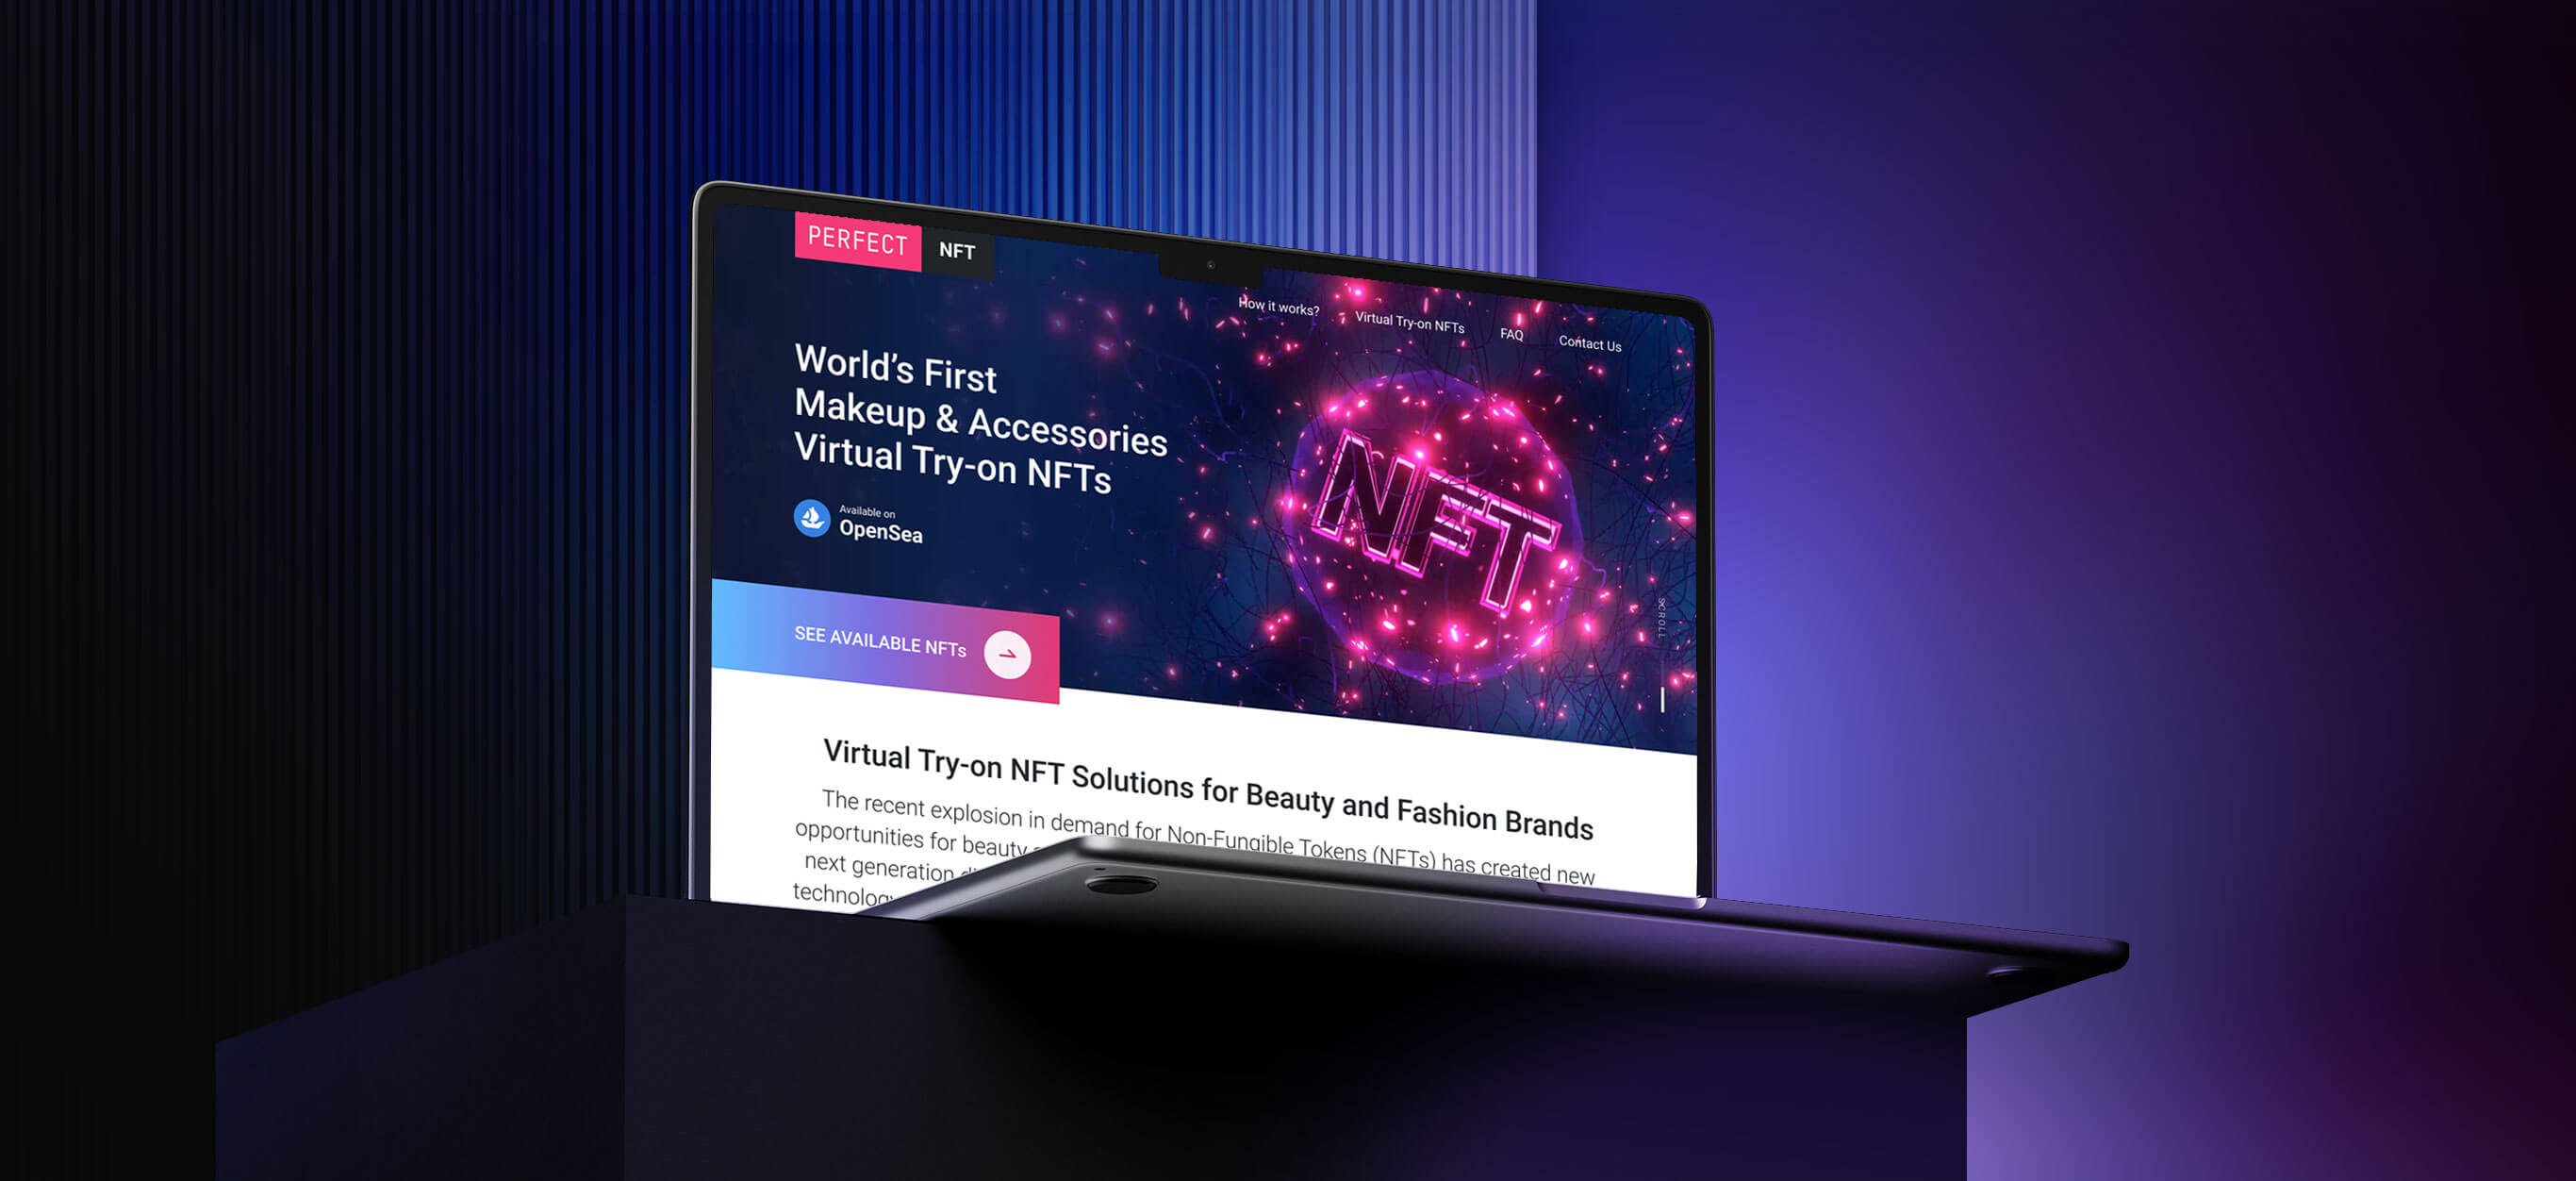 PERFECT NFT
How it works? Virtual Try-on NFTs FAQ Contact Us
World's First
Makeup & Accessories
Virtual Try-on NFTs
Available on
OpenSea
NFT
SCROLL
SEE AVAILABLE NFTs
Virtual Try-on NFT Solutions for Beauty and Fashion Brands
The recent explosion in demand for Non-Fungible Tokens (NFTs) has created new
opportunities for beauty
next generation